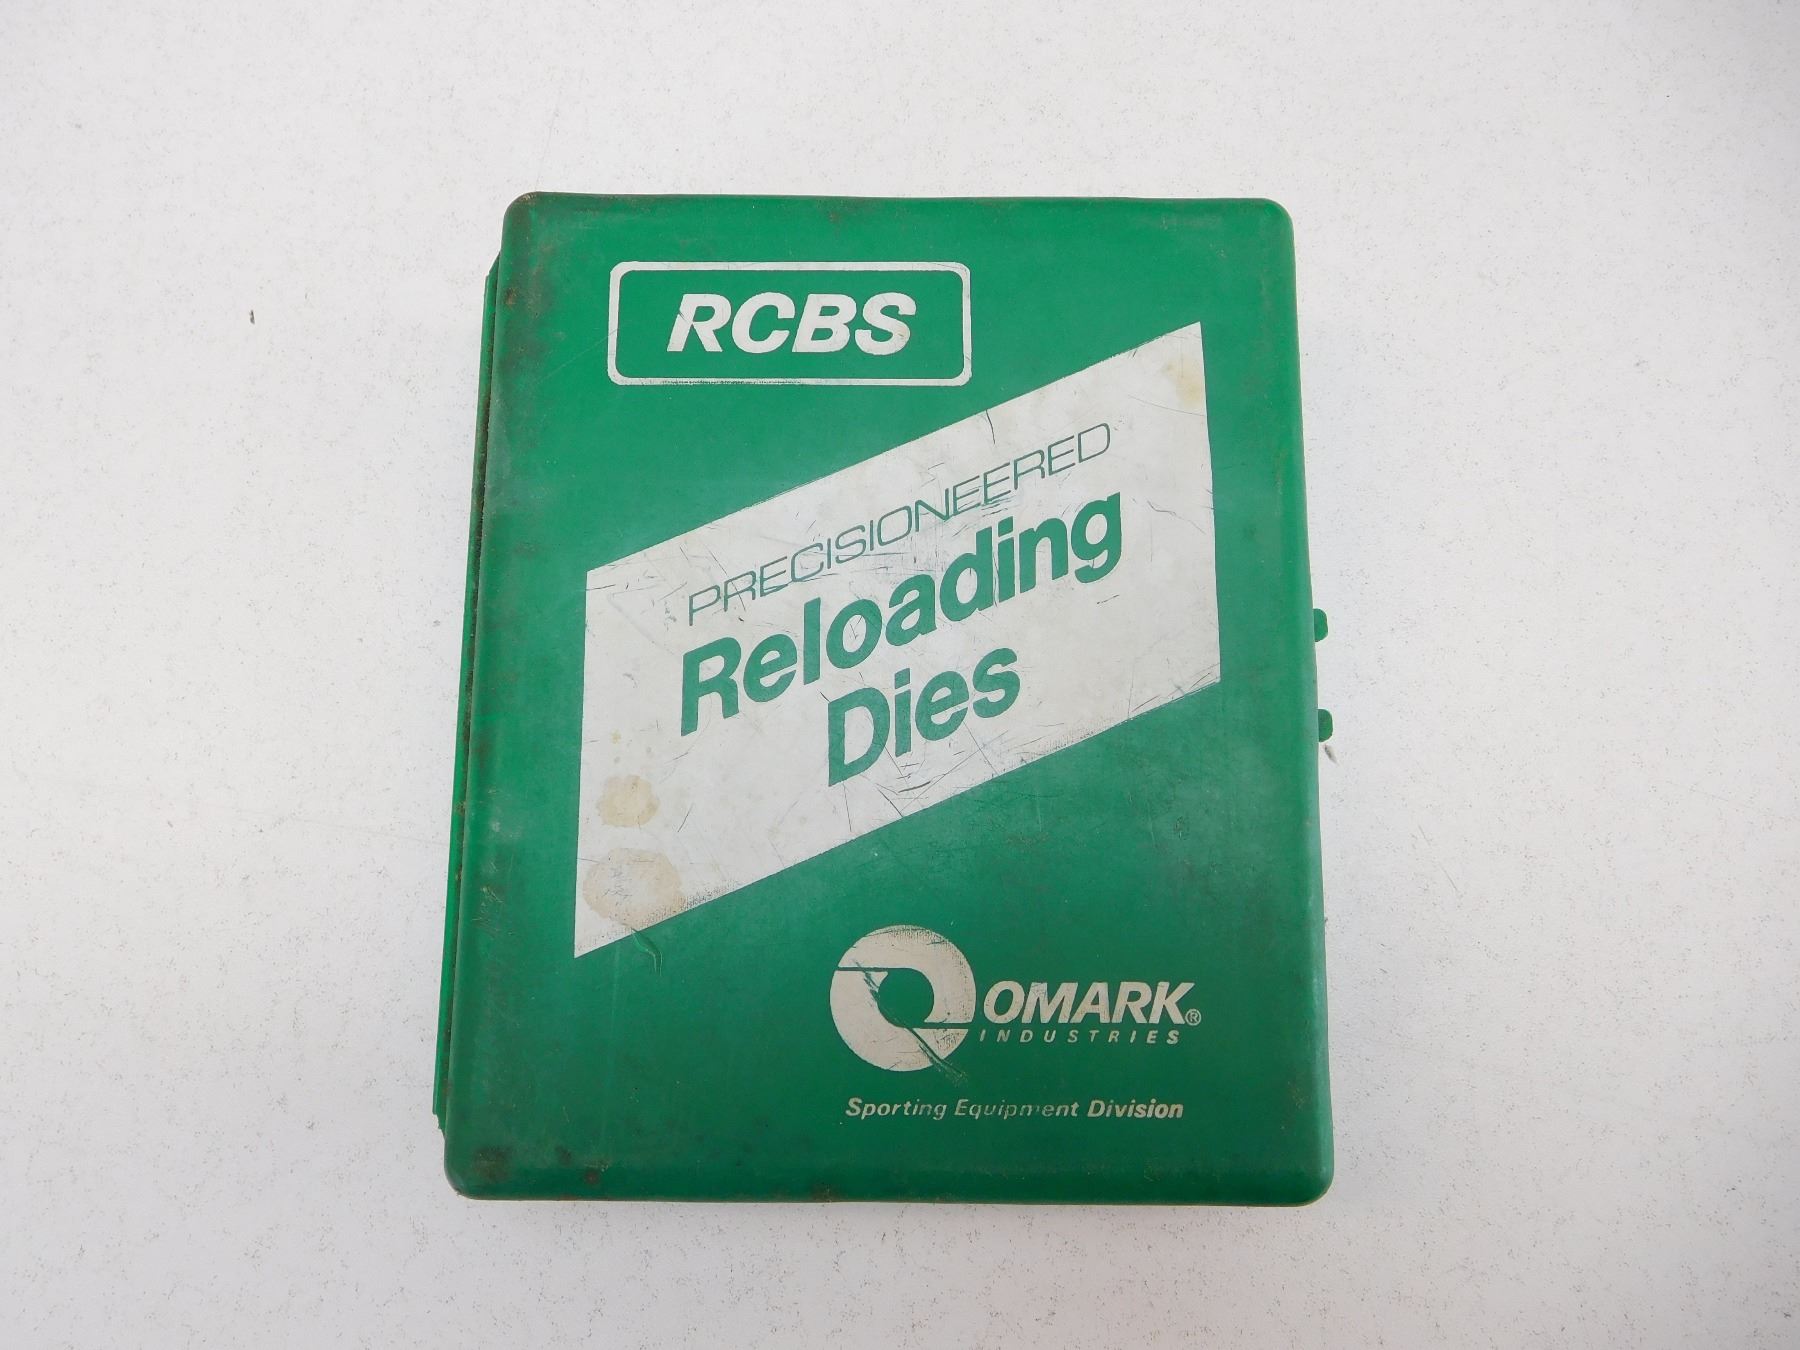 RCBS
PRECISIONEERED
Reloading
Dies
OMARK®
INDUSTRIES
Sporting Equipment Division